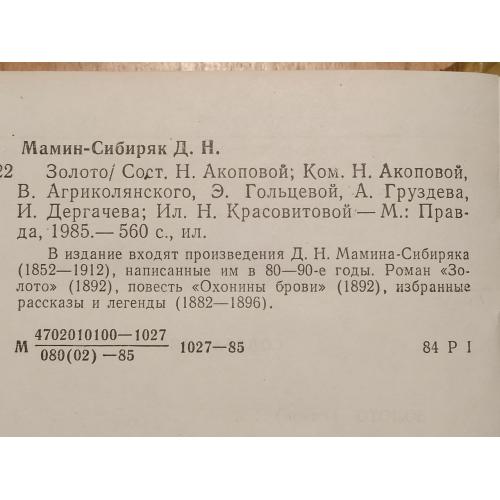 Мамин-Сибиряк Д. Н.
22 Золото/ Сост. Н. Акоповой; Ком. Н. Акоповой,
В. Агриколянского, Э. Гольцевой, А. Груздева,
И. Дергачева; Ил. Н. Красовитовой — М.: Прав-
да, 1985.— 560 с., ил.
В издание входят произведения Д. Н. Мамина-Сибиряка
(1852—1912), написанные им в 80—90-е годы. Роман «Зо-
лото» (1892), повесть «Охонины брови» (1892), избранные
рассказы и легенды (1882—1896).
М 4702010100—1027
080(02) —85
1027—85
84 Р I